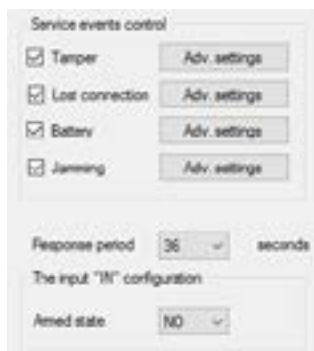 Service events control
Tamper Adv. settings
Lost connection Adv. settings
Battery Adv. settings
Jamming Adv. settings
Response period 36 seconds
The input "IN" configuration
Armed state NO